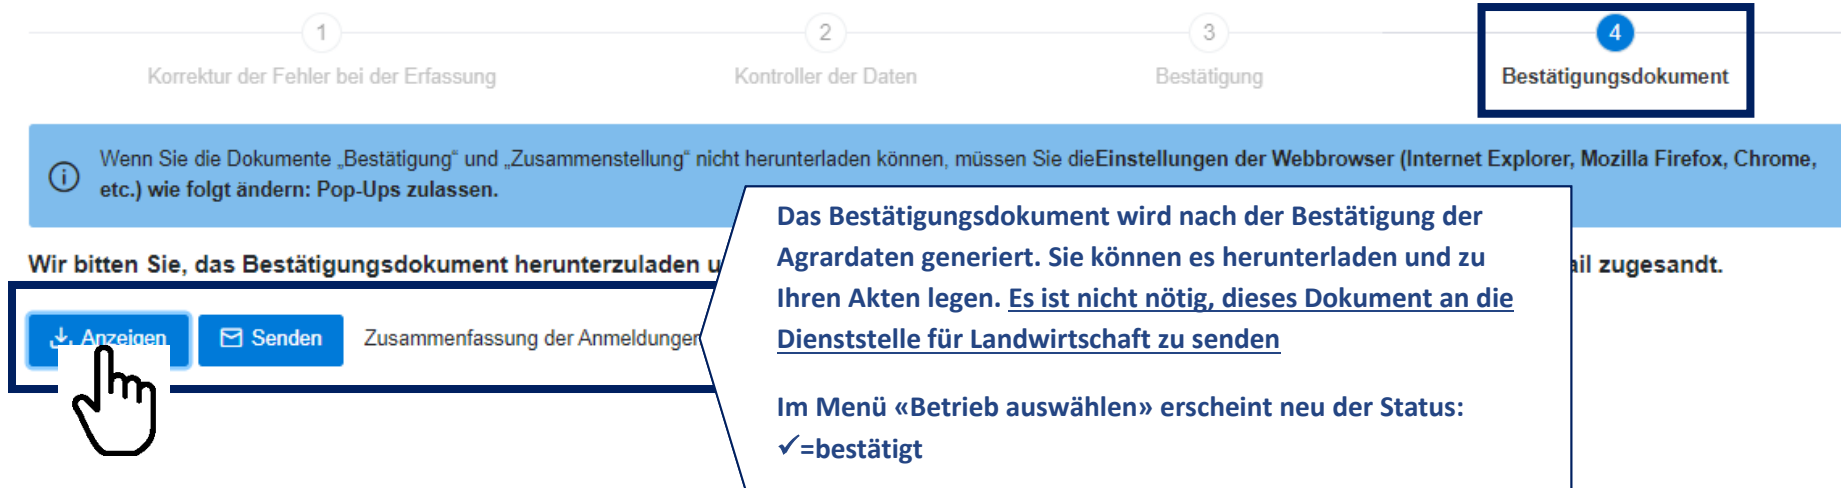 1
2
3
4
Korrektur der Fehler bei der Erfassung
Kontroller der Daten
Bestätigung
Bestätigungsdokument
Wenn Sie die Dokumente „Bestätigung“ und „Zusammenstellung“ nicht herunterladen können, müssen Sie dieEinstellungen der Webbrowser (Internet Explorer, Mozilla Firefox, Chrome,
etc.) wie folgt ändern: Pop-Ups zulassen.
Wir bitten Sie, das Bestätigungsdokument herunterzuladen
zugesandt.
Anzeigen
Senden
Zusammenfassung der Anmeldungen
Das Bestätigungsdokument wird nach der Bestätigung der
Agrardaten generiert. Sie können es herunterladen und zu
Ihren Akten legen. Es ist nicht nötig, dieses Dokument an die
Dienststelle für Landwirtschaft zu senden
Im Menü «Betrieb auswählen» erscheint neu der Status:
✓=bestätigt